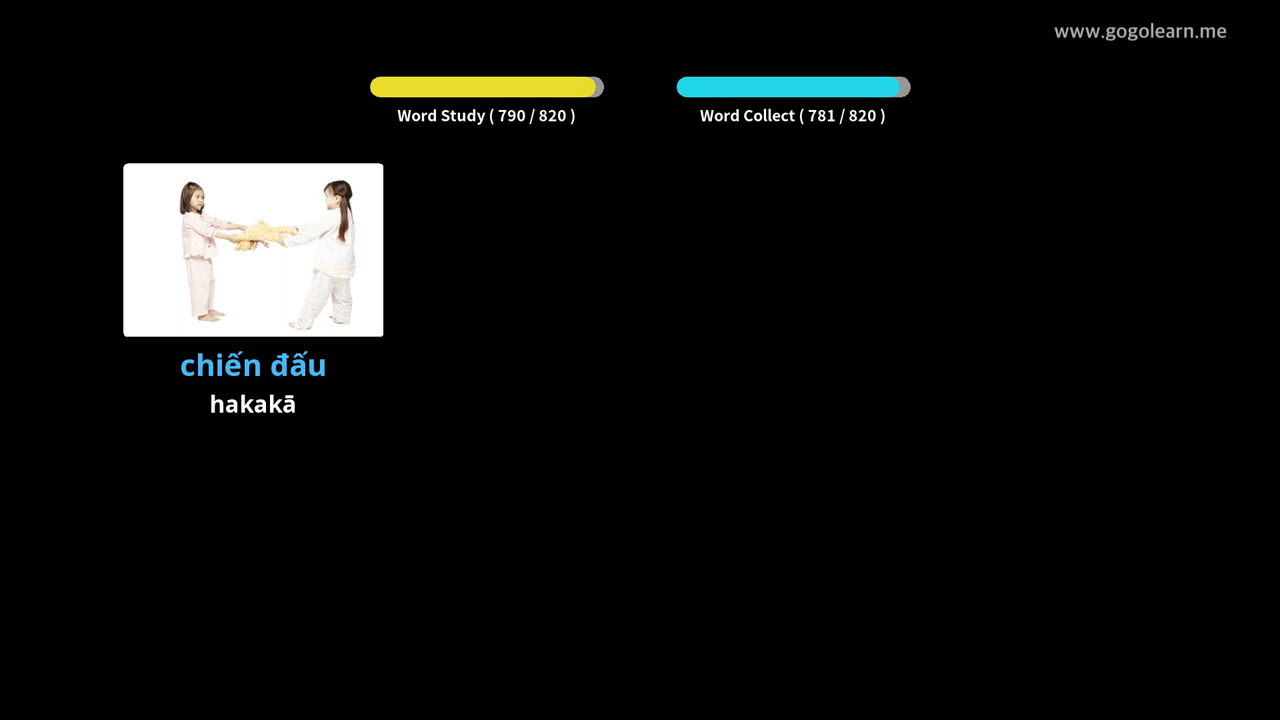 www.gogolearn.me
Word Study ( 790 / 820 )
Word Collect ( 781 / 820 )
chiến đấu
hakakā